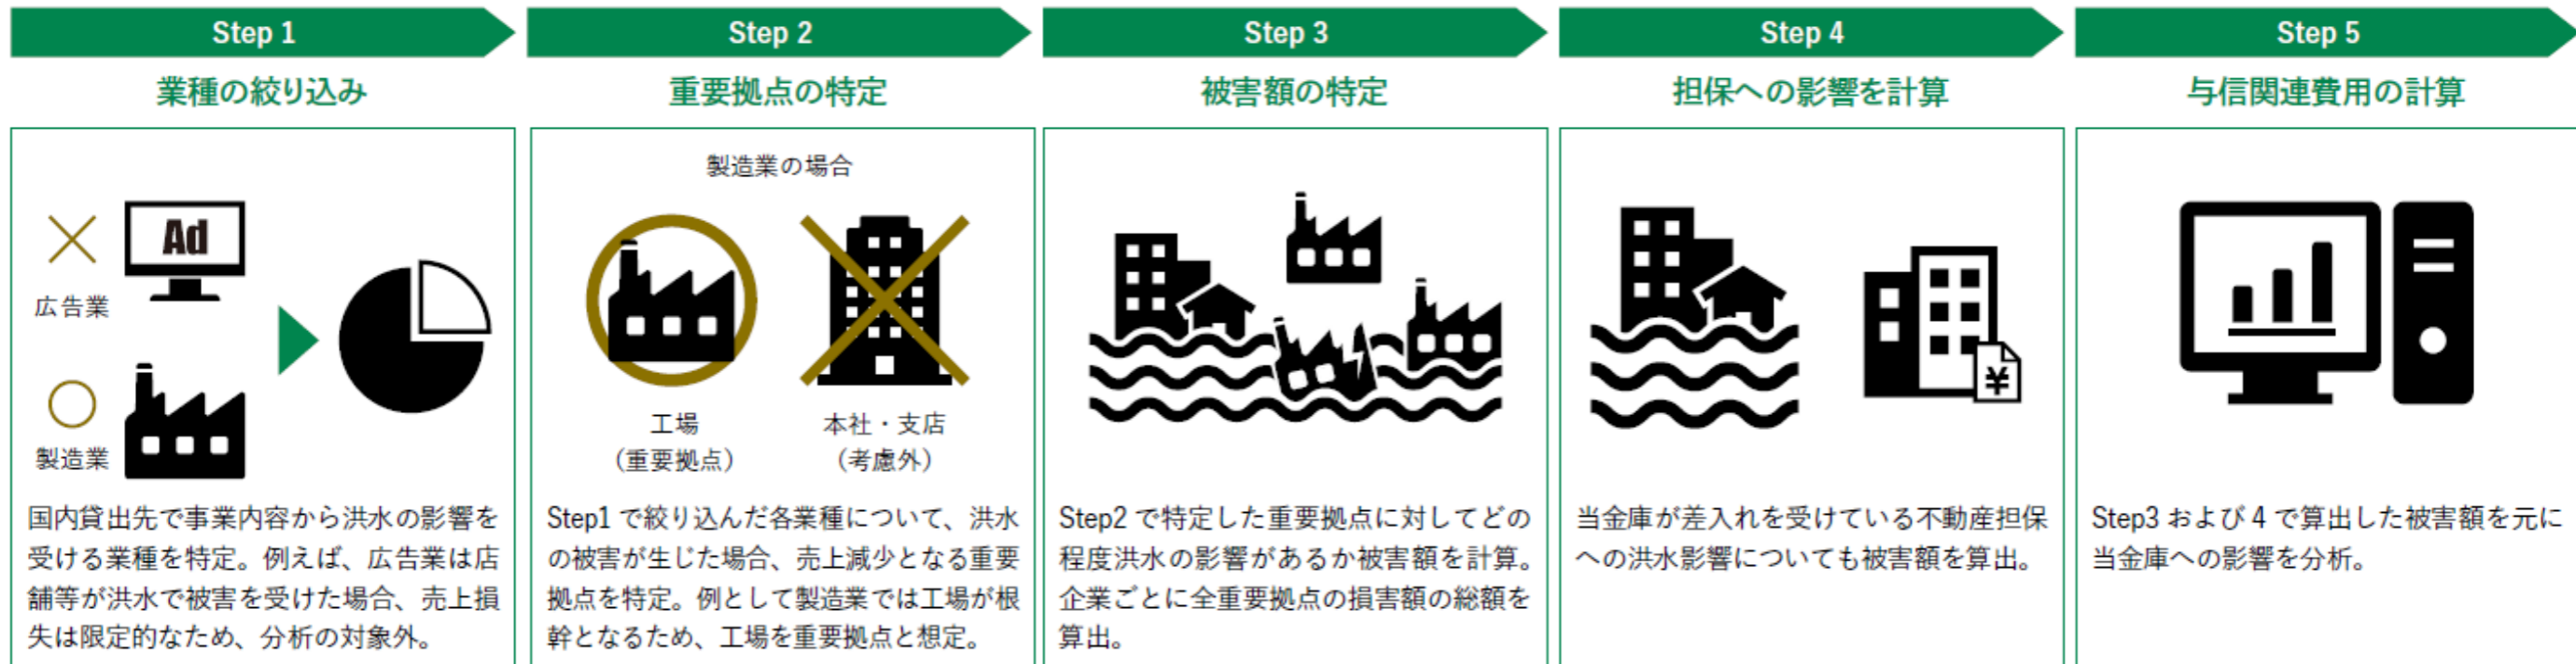 Step 1
業種の絞り込み
Ad
広告業
製造業
国内貸出先で事業内容から洪水の影響を
受ける業種を特定。例えば、広告業は店
舗等が洪水で被害を受けた場合、売上損
失は限定的なため、分析の対象外。
Step 2
重要拠点の特定
製造業の場合
工場
（重要拠点）
本社・支店
（考慮外）
Step1 で絞り込んだ各業種について、洪水
の被害が生じた場合、売上減少となる重要
拠点を特定。例として製造業では工場が根
幹となるため、工場を重要拠点と想定。
Step 3
被害額の特定
Step2 で特定した重要拠点に対してどの
程度洪水の影響があるか被害額を計算。
企業ごとに全重要拠点の損害額の総額を
算出。
Step 4
担保への影響を計算
¥
当金庫が差入れを受けている不動産担保
への洪水影響についても被害額を算出。
Step 5
与信関連費用の計算
Step3 および 4 で算出した被害額を元に
当金庫への影響を分析。